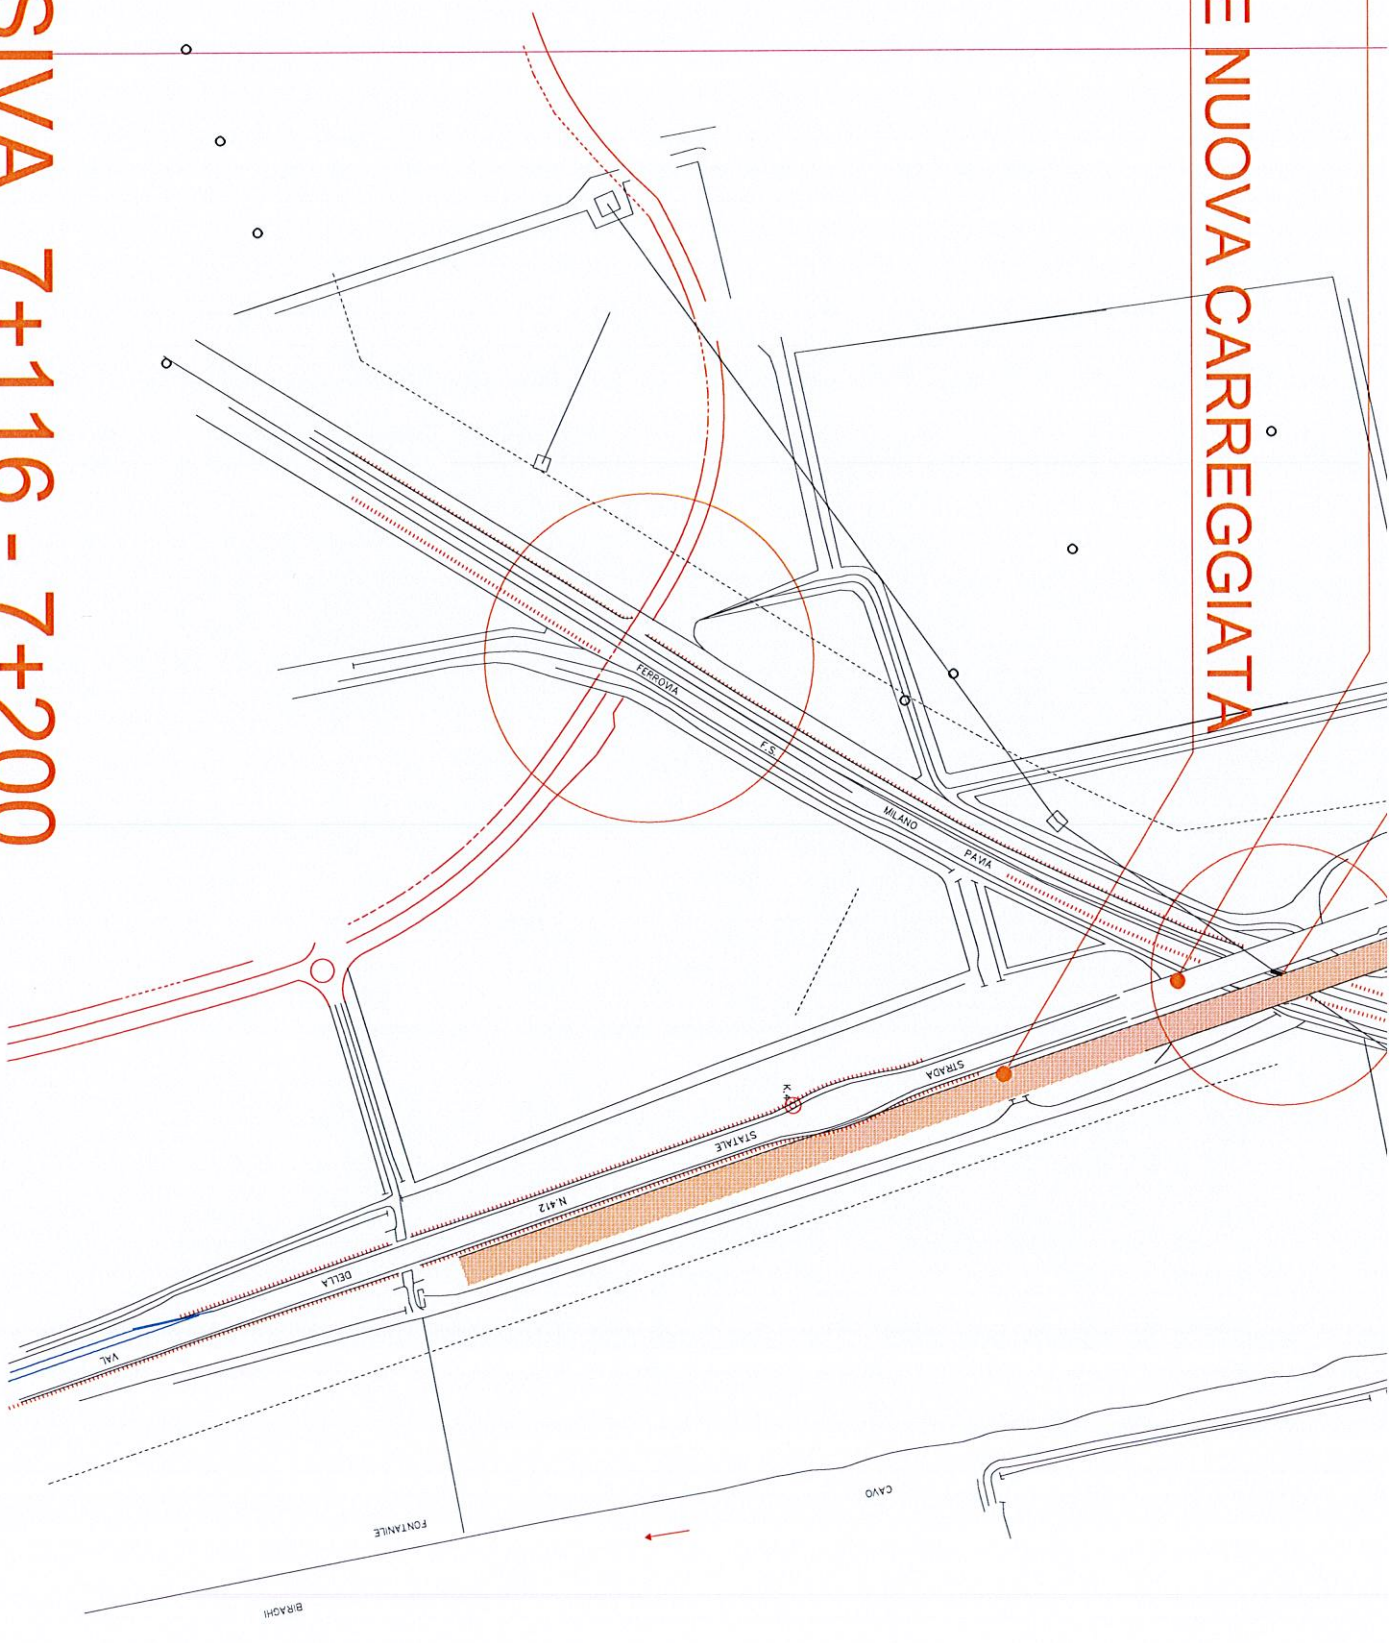 SIVA 7+116 - 7+200
E NUOVA CARREGGIATA
FERROVIA
F.S.
MILANO
PAVIA
STRADA
STATALE
N.412
DELLA
VAL
CAVO
FONTANILE
BIRAGHI